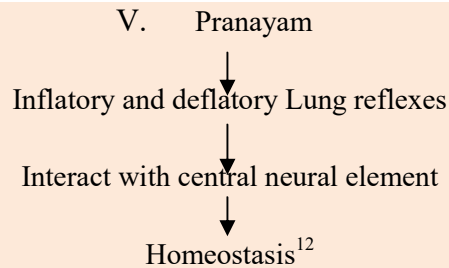 V. Pranayam
Inflatory and deflatory Lung reflexes
Interact with central neural element
Homeostasis¹²